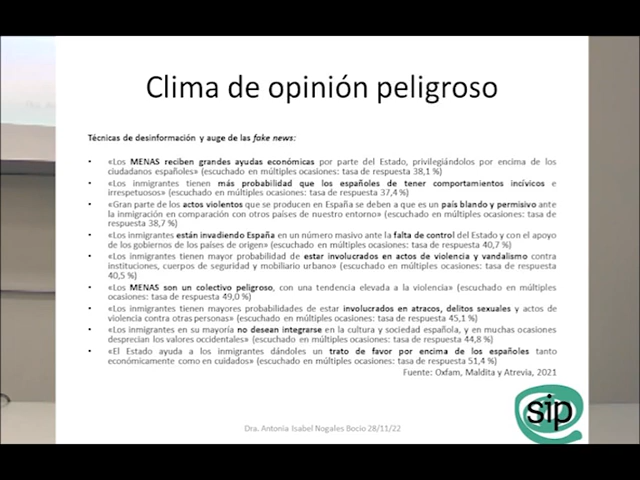 Clima de opinión peligroso
Técnicas de desinformación y auge de las fake news:
• «Los MENAS reciben grandes ayudas económicas por parte del Estado, privilegiándolos por encima de los
ciudadanos españoles» (escuchado en múltiples ocasiones: tasa de respuesta 38,1 %)
• «Los inmigrantes tienen más probabilidad que los españoles de tener comportamientos incívicos e
irrespetuosos» (escuchado en múltiples ocasiones: tasa de respuesta 37,4 %)
• «Gran parte de los actos violentos que se producen en España se deben a que es un país blando y permisivo ante
la inmigración en comparación con otros países de nuestro entorno» (escuchado en múltiples ocasiones: tasa de
respuesta 38,7 %)
• «Los inmigrantes están invadiendo España en un número masivo ante la falta de control del Estado y con el apoyo
de los gobiernos de los países de origen» (escuchado en múltiples ocasiones: tasa de respuesta 40,7 %)
• «Los inmigrantes tienen mayor probabilidad de estar involucrados en actos de violencia y vandalismo contra
instituciones, cuerpos de seguridad y mobiliario urbano» (escuchado en múltiples ocasiones: tasa de respuesta
40,5 %)
• «Los MENAS son un colectivo peligroso, con una tendencia elevada a la violencia» (escuchado en múltiples
ocasiones: tasa de respuesta 49,0 %)
• «Los inmigrantes tienen mayores probabilidades de estar involucrados en atracos, delitos sexuales y actos de
violencia contra otras personas» (escuchado en múltiples ocasiones: tasa de respuesta 45,1 %)
• «Los inmigrantes en su mayoría no desean integrarse en la cultura y sociedad española, y en muchas ocasiones
desprecian los valores occidentales» (escuchado en múltiples ocasiones: tasa de respuesta 44,8 %)
• «El Estado ayuda a los inmigrantes dándoles un trato de favor por encima de los españoles tanto
económicamente como en cuidados» (escuchado en múltiples ocasiones: tasa de respuesta 51,4 %)
Fuente: Oxfam, Maldita y Atrevia, 2021
sip
Dra. Antonia Isabel Nogales Bocio 28/11/22